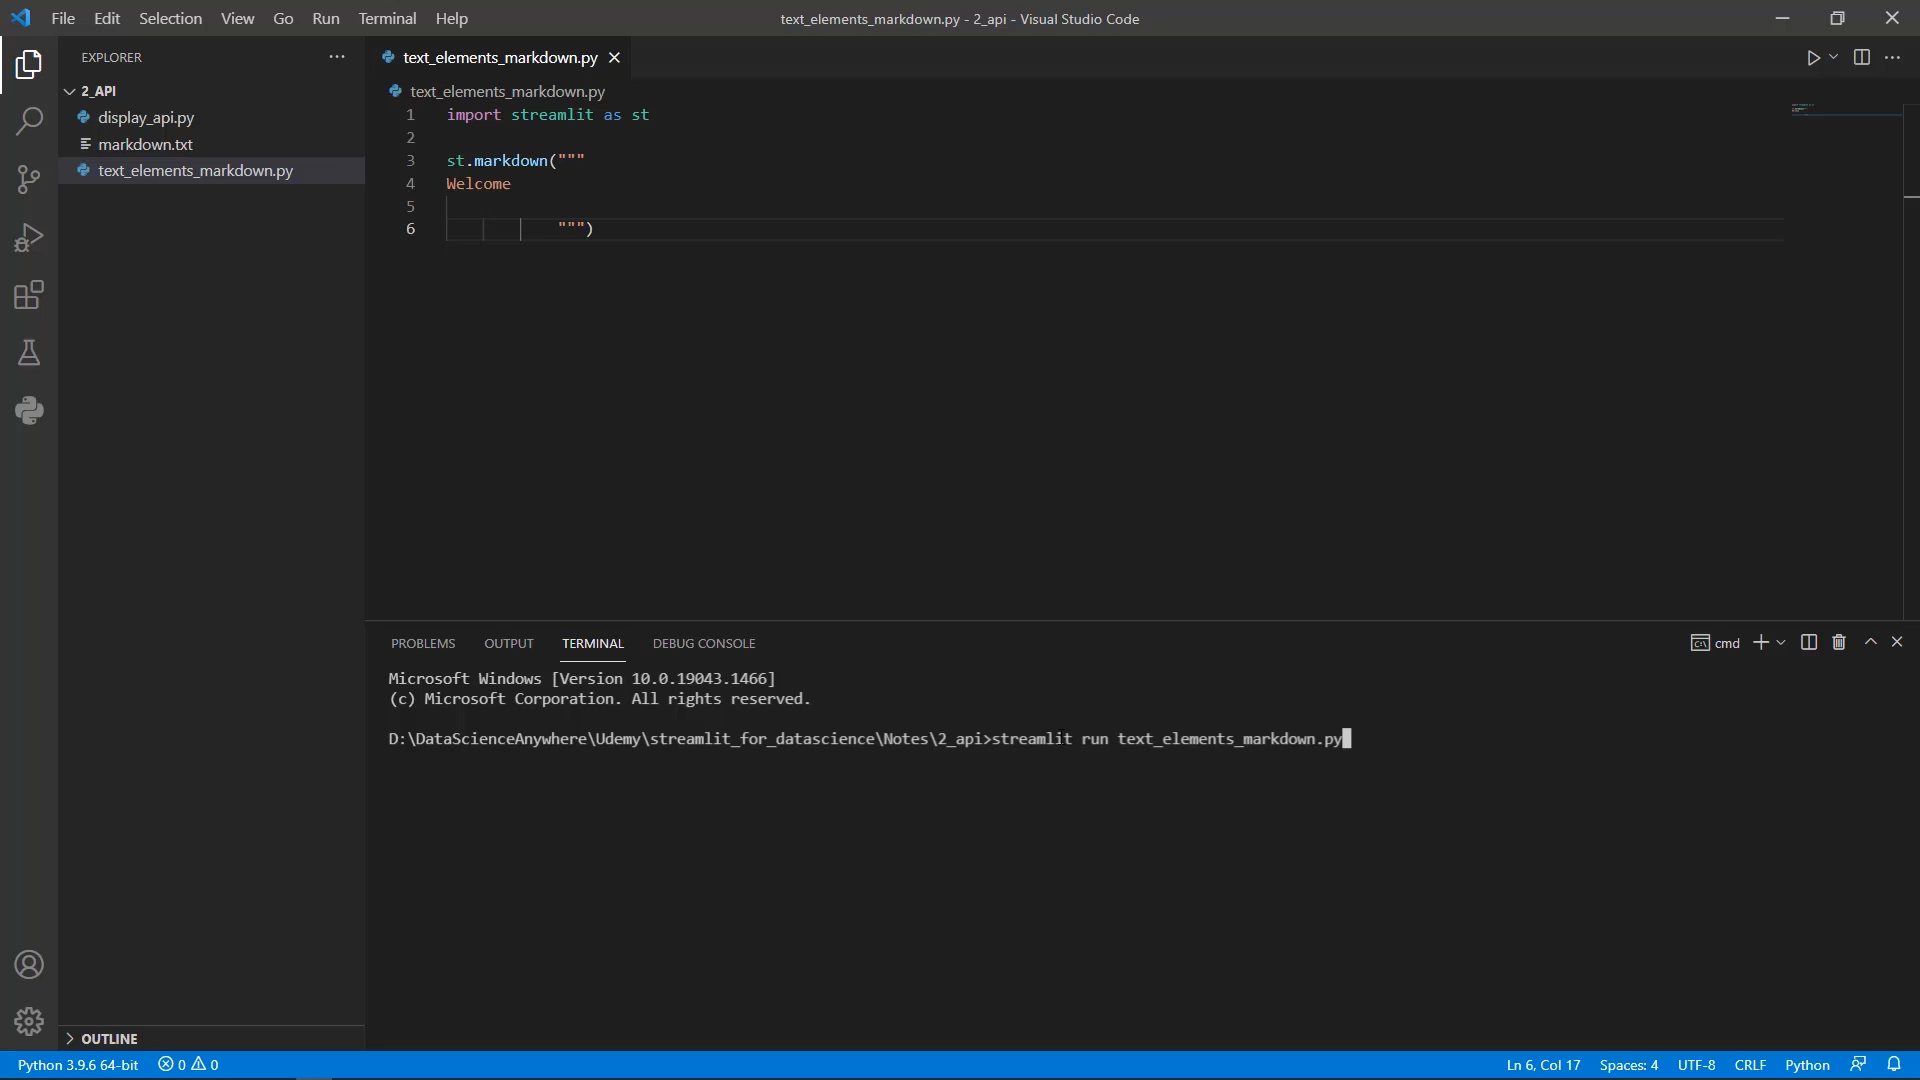 File Edit Selection View Go Run Terminal Help
text_elements_markdown.py - 2_api - Visual Studio Code
EXPLORER
2_API
display_api.py
markdown.txt
text_elements_markdown.py
OUTLINE
text_elements_markdown.py
text_elements_markdown.py
1 import streamlit as st
2
3 st.markdown("""
4 Welcome
5
6 """)
PROBLEMS OUTPUT TERMINAL DEBUG CONSOLE
cmd
Microsoft Windows [Version 10.0.19043.1466]
(c) Microsoft Corporation. All rights reserved.
D:\DataScienceAnywhere\Udemy\streamlit_for_datascience\Notes\2_api>streamlit run text_elements_markdown.py
Python 3.9.6 64-bit 0 0 Ln 6, Col 17 Spaces: 4 UTF-8 CRLF Python